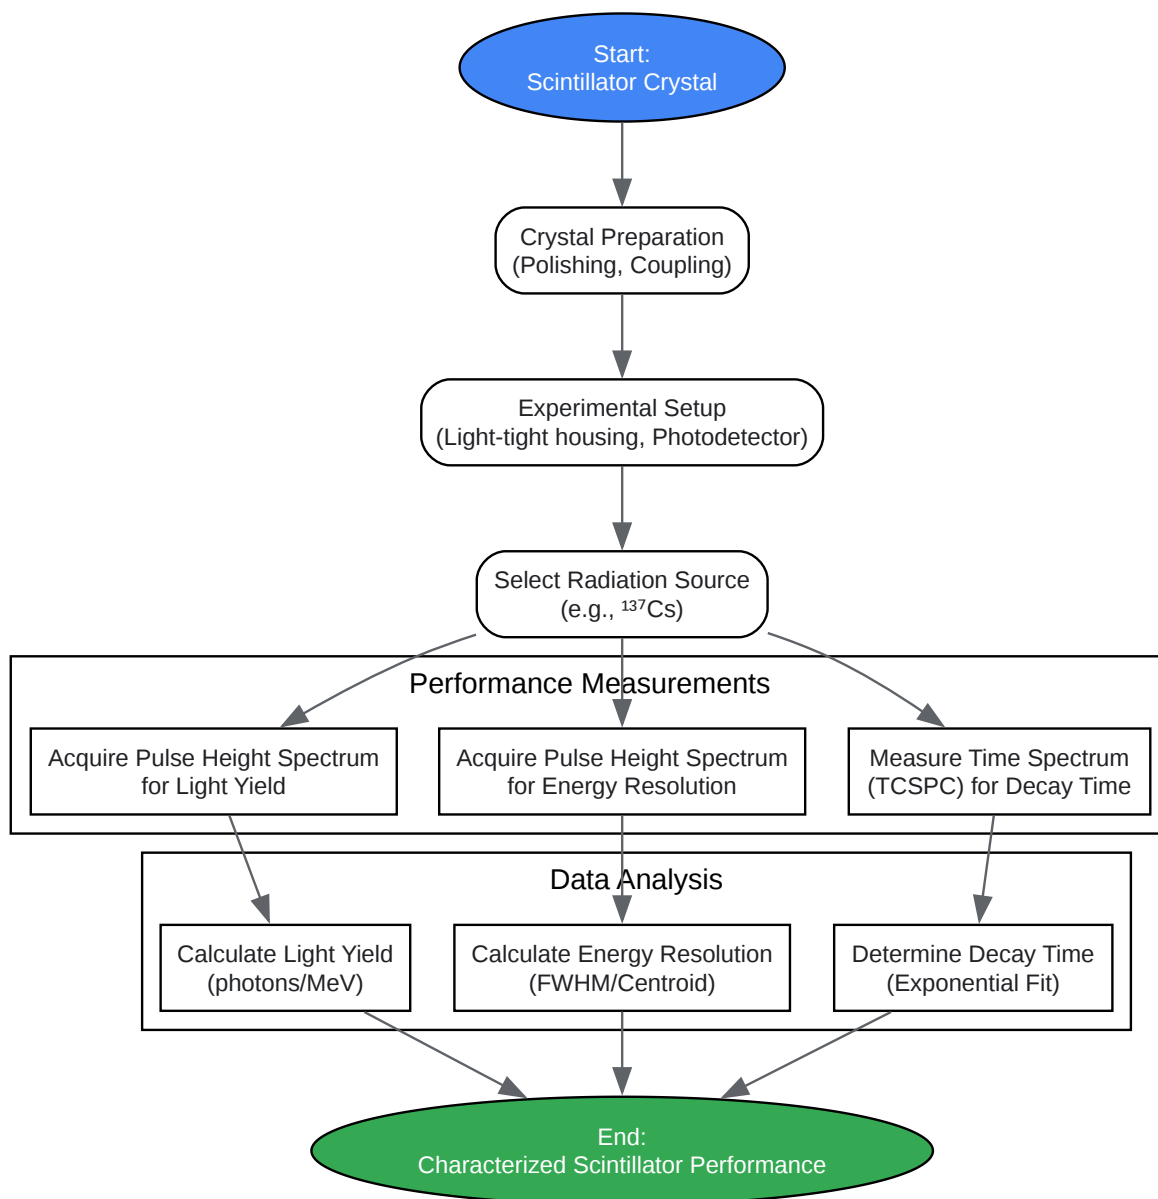 Start:
Scintillator Crystal
Crystal Preparation
(Polishing, Coupling)
Experimental Setup
(Light-tight housing, Photodetector)
Select Radiation Source
(e.g., ¹³⁷Cs)
Performance Measurements
Acquire Pulse Height Spectrum
for Light Yield
Acquire Pulse Height Spectrum
for Energy Resolution
Measure Time Spectrum
(TCSPC) for Decay Time
Data Analysis
Calculate Light Yield
(photons/MeV)
Calculate Energy Resolution
(FWHM/Centroid)
Determine Decay Time
(Exponential Fit)
End:
Characterized Scintillator Performance